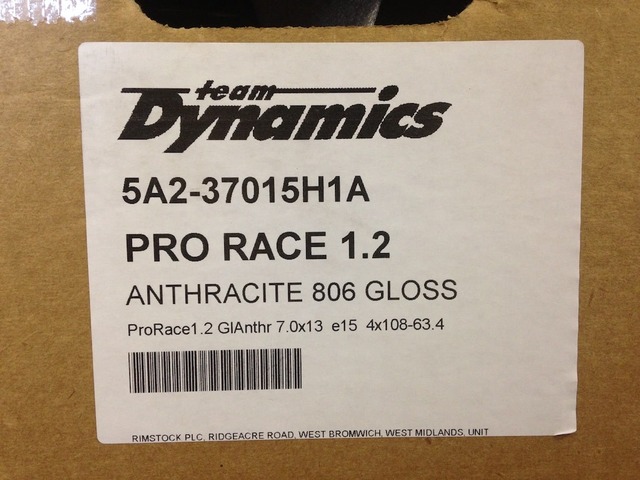 team
Dynamics
5A2-37015H1A
PRO RACE 1.2
ANTHRACITE 806 GLOSS
ProRace1.2 GlAnthr 7.0x13 e15 4x108-63.4
RIMSTOCK PLC, RIDGEACRE ROAD, WEST BROMWICH, WEST MIDLANDS, UNIT